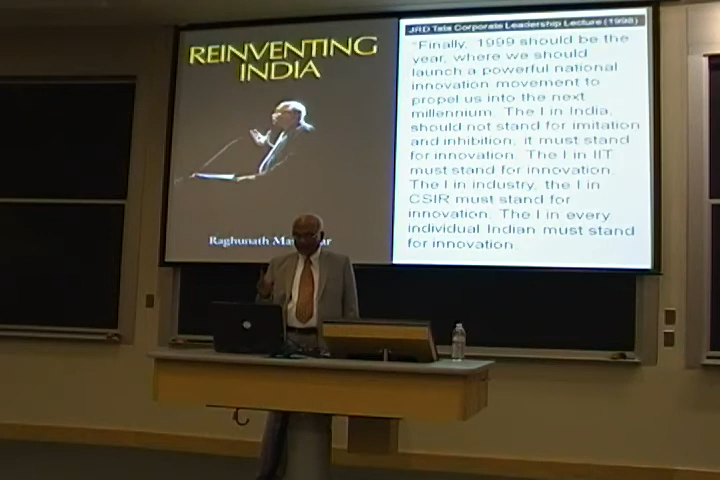 REINVENTING
INDIA
Raghunath
JRD Tata Corporate Leadership Lecture (1998)
"Finally, 1999 should be the
year, where we should
launch a powerful national
innovation movement to
propel us into the next
millennium. The I in India,
should not stand for imitation
and inhibition, it must stand
for innovation. The I in IIT
must stand for innovation.
The I in industry, the I in
CSIR must stand for
innovation. The I in every
individual Indian must stand
for innovation.